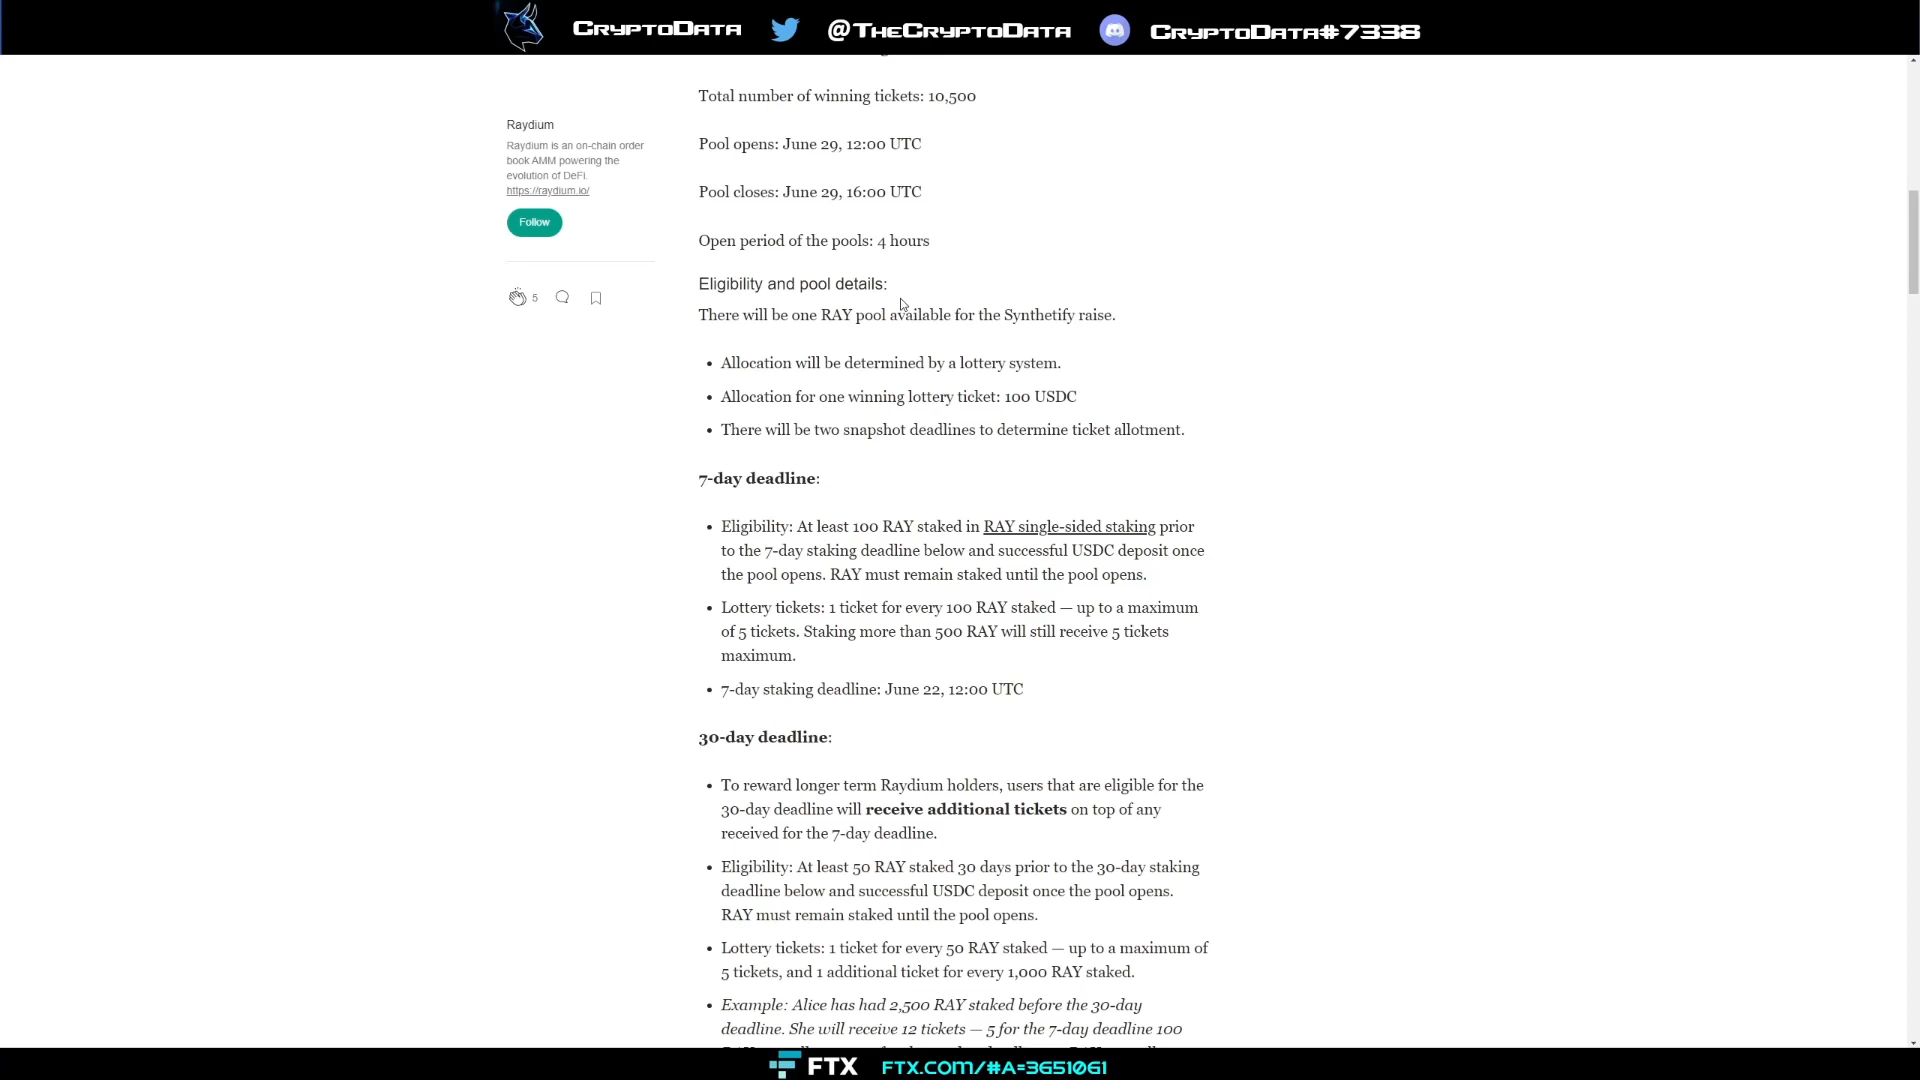 CryptoData @TheCryptoData CryptoData#7338
Total number of winning tickets: 10,500
Raydium
Raydium is an on-chain order
book AMM powering the
evolution of DeFi.
https://raydium.io/
Follow
5
Pool opens: June 29, 12:00 UTC
Pool closes: June 29, 16:00 UTC
Open period of the pools: 4 hours
Eligibility and pool details:
There will be one RAY pool available for the Synthetify raise.
• Allocation will be determined by a lottery system.
• Allocation for one winning lottery ticket: 100 USDC
• There will be two snapshot deadlines to determine ticket allotment.
7-day deadline:
• Eligibility: At least 100 RAY staked in RAY single-sided staking prior
to the 7-day staking deadline below and successful USDC deposit once
the pool opens. RAY must remain staked until the pool opens.
• Lottery tickets: 1 ticket for every 100 RAY staked — up to a maximum
of 5 tickets. Staking more than 500 RAY will still receive 5 tickets
maximum.
• 7-day staking deadline: June 22, 12:00 UTC
30-day deadline:
• To reward longer term Raydium holders, users that are eligible for the
30-day deadline will receive additional tickets on top of any
received for the 7-day deadline.
• Eligibility: At least 50 RAY staked 30 days prior to the 30-day staking
deadline below and successful USDC deposit once the pool opens.
RAY must remain staked until the pool opens.
• Lottery tickets: 1 ticket for every 50 RAY staked — up to a maximum of
5 tickets, and 1 additional ticket for every 1,000 RAY staked.
• Example: Alice has had 2,500 RAY staked before the 30-day
deadline. She will receive 12 tickets — 5 for the 7-day deadline 100
FTX FTX.COM/#A=3651061